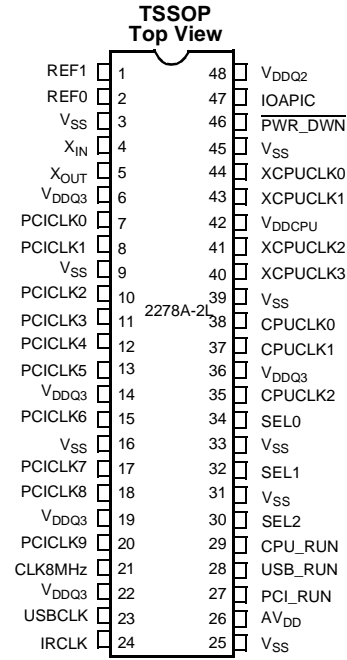 TSSOP
Top View
REF1 1 48 VDDQ2
REF0 2 47 IOAPIC
VSS 3 46 PWR_DWN
XIN 4 45 VSS
XOUT 5 44 XCPUCLK0
VDDQ3 6 43 XCPUCLK1
PCICLK0 7 42 VDDCPU
PCICLK1 8 41 XCPUCLK2
VSS 9 40 XCPUCLK3
PCICLK2 10 39 VSS
2278A-2L
PCICLK3 11 38 CPUCLK0
PCICLK4 12 37 CPUCLK1
PCICLK5 13 36 VDDQ3
VDDQ3 14 35 CPUCLK2
PCICLK6 15 34 SEL0
VSS 16 33 VSS
PCICLK7 17 32 SEL1
PCICLK8 18 31 VSS
VDDQ3 19 30 SEL2
PCICLK9 20 29 CPU_RUN
CLK8MHz 21 28 USB_RUN
VDDQ3 22 27 PCI_RUN
USBCLK 23 26 AVDD
IRCLK 24 25 VSS